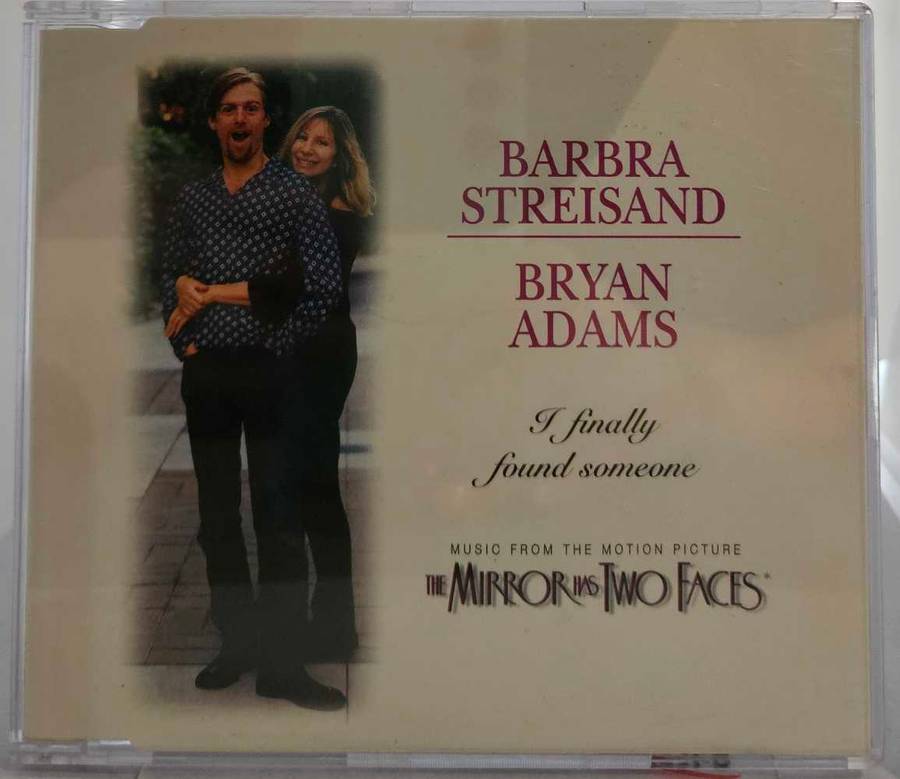 BARBRA
STREISAND
BRYAN
ADAMS
I finally
found someone
MUSIC FROM THE MOTION PICTURE
THE MIRROR HAS TWO FACES